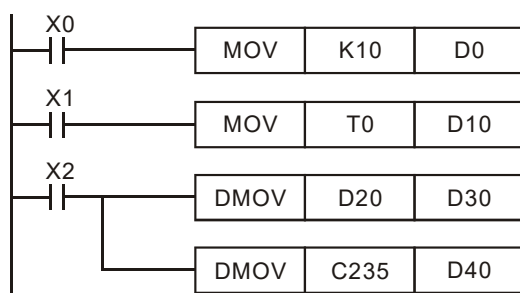 X0
MOV K10 D0
X1
MOV T0 D10
X2
DMOV D20 D30
DMOV C235 D40